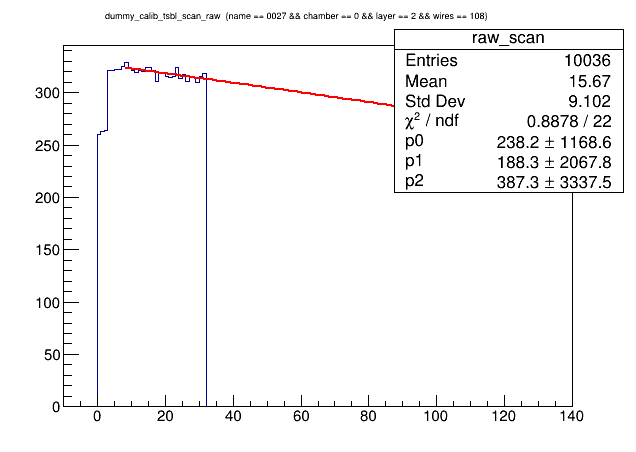 dummy_calib_tsbl_scan_raw (name == 0027 && chamber == 0 && layer == 2 && wires == 108)
raw_scan
Entries 10036
Mean 15.67
Std Dev 9.102
χ² / ndf 0.8878 / 22
p0 238.2 ± 1168.6
p1 188.3 ± 2067.8
p2 387.3 ± 3337.5
300
250
200
150
100
50
0
0 20 40 60 80 100 120 140